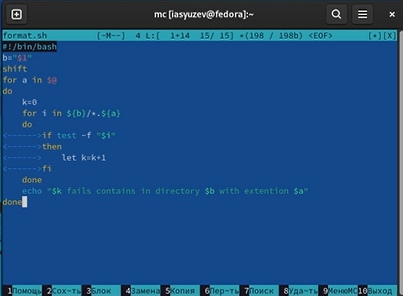 mc [iasyuzev@fedora]:~
format.sh [-M--] 4 L:[ 1+14 15/ 15] *(198 / 198b) <EOF> [*][X]
#!/bin/bash
b="$1"
shift
for a in $@
do
k=0
for i in ${b}/*.${a}
do
<------>if test -f "$i"
<------>then
<------> let k=k+1
<------>fi
done
echo "$k fails contains in directory $b with extention $a"
done
1Помощь 2Сох~ть 3Блок 4Замена 5Копия 6Пер~ть 7Поиск 8Уда~ть 9МенюMC 10Выход